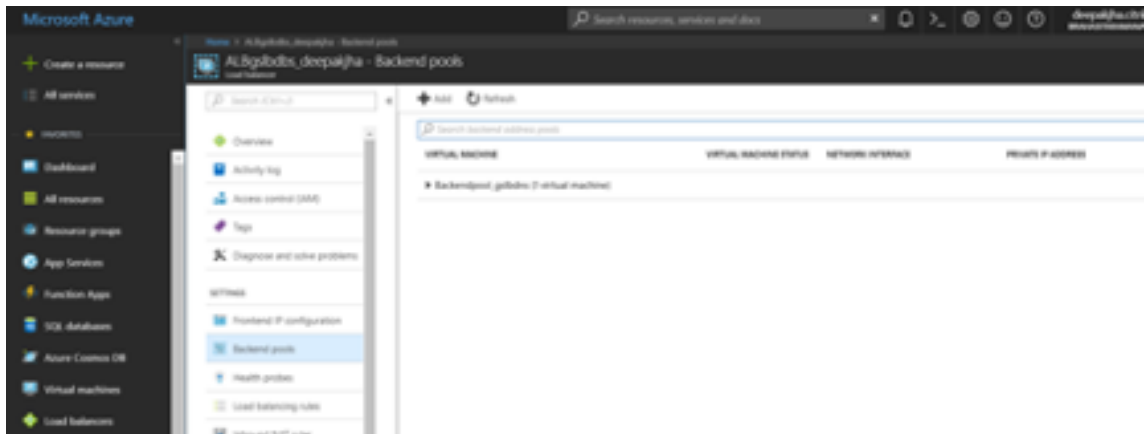 Microsoft Azure
Search resources, services and docs
Home > ALBgslbdbs_deepakjha - Backend pools
ALBgslbdbs_deepakjha - Backend pools
Load balancer
Create a resource
All services
FAVORITES
Dashboard
All resources
Resource groups
App Services
Function Apps
SQL databases
Azure Cosmos DB
Virtual machines
Load balancers
Search (Ctrl+/)
Overview
Activity log
Access control (IAM)
Tags
Diagnose and solve problems
SETTINGS
Frontend IP configuration
Backend pools
Health probes
Load balancing rules
Inbound NAT rules
Add Refresh
Search backend address pools
VIRTUAL MACHINE VIRTUAL MACHINE STATUS NETWORK INTERFACE PRIVATE IP ADDRESS
(1 virtual machine)